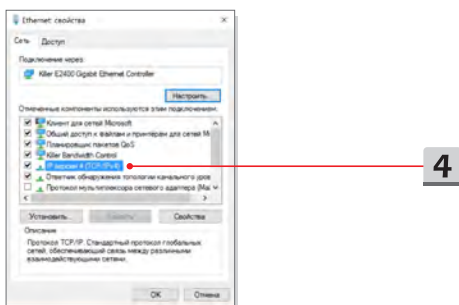 Ethernet: свойства
Сеть Доступ
Подключение через:
Killer E2400 Gigabit Ethernet Controller
Настроить...
Отмеченные компоненты используются этим подключением:
Клиент для сетей Microsoft
Общий доступ к файлам и принтерам для сетей Mi
Планировщик пакетов QoS
Killer Bandwidth Control
IP версии 4 (TCP/IPv4)
4
Ответчик обнаружения топологии канального уров
Протокол мультиплексора сетевого адаптера (Mai
Установить... Удалить Свойства
Описание
Протокол TCP/IP. Стандартный протокол глобальных
сетей, обеспечивающий связь между различными
взаимодействующими сетями.
OK Отмена